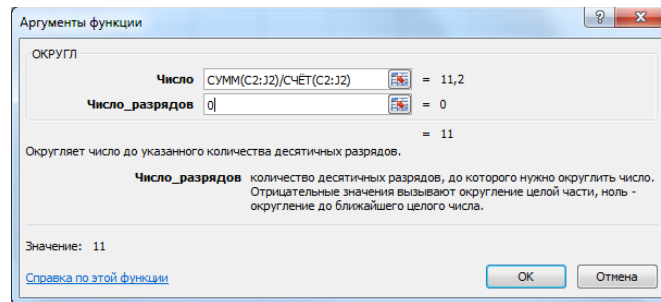 Аргументы функции
ОКРУГЛ
Число СУММ(C2:J2)/СЧЁТ(C2:J2) = 11,2
Число_разрядов 0 = 0
= 11
Округляет число до указанного количества десятичных разрядов.
Число_разрядов количество десятичных разрядов, до которого нужно округлить число.
Отрицательные значения вызывают округление целой части, ноль -
округление до ближайшего целого числа.
Значение: 11
Справка по этой функции ОК Отмена